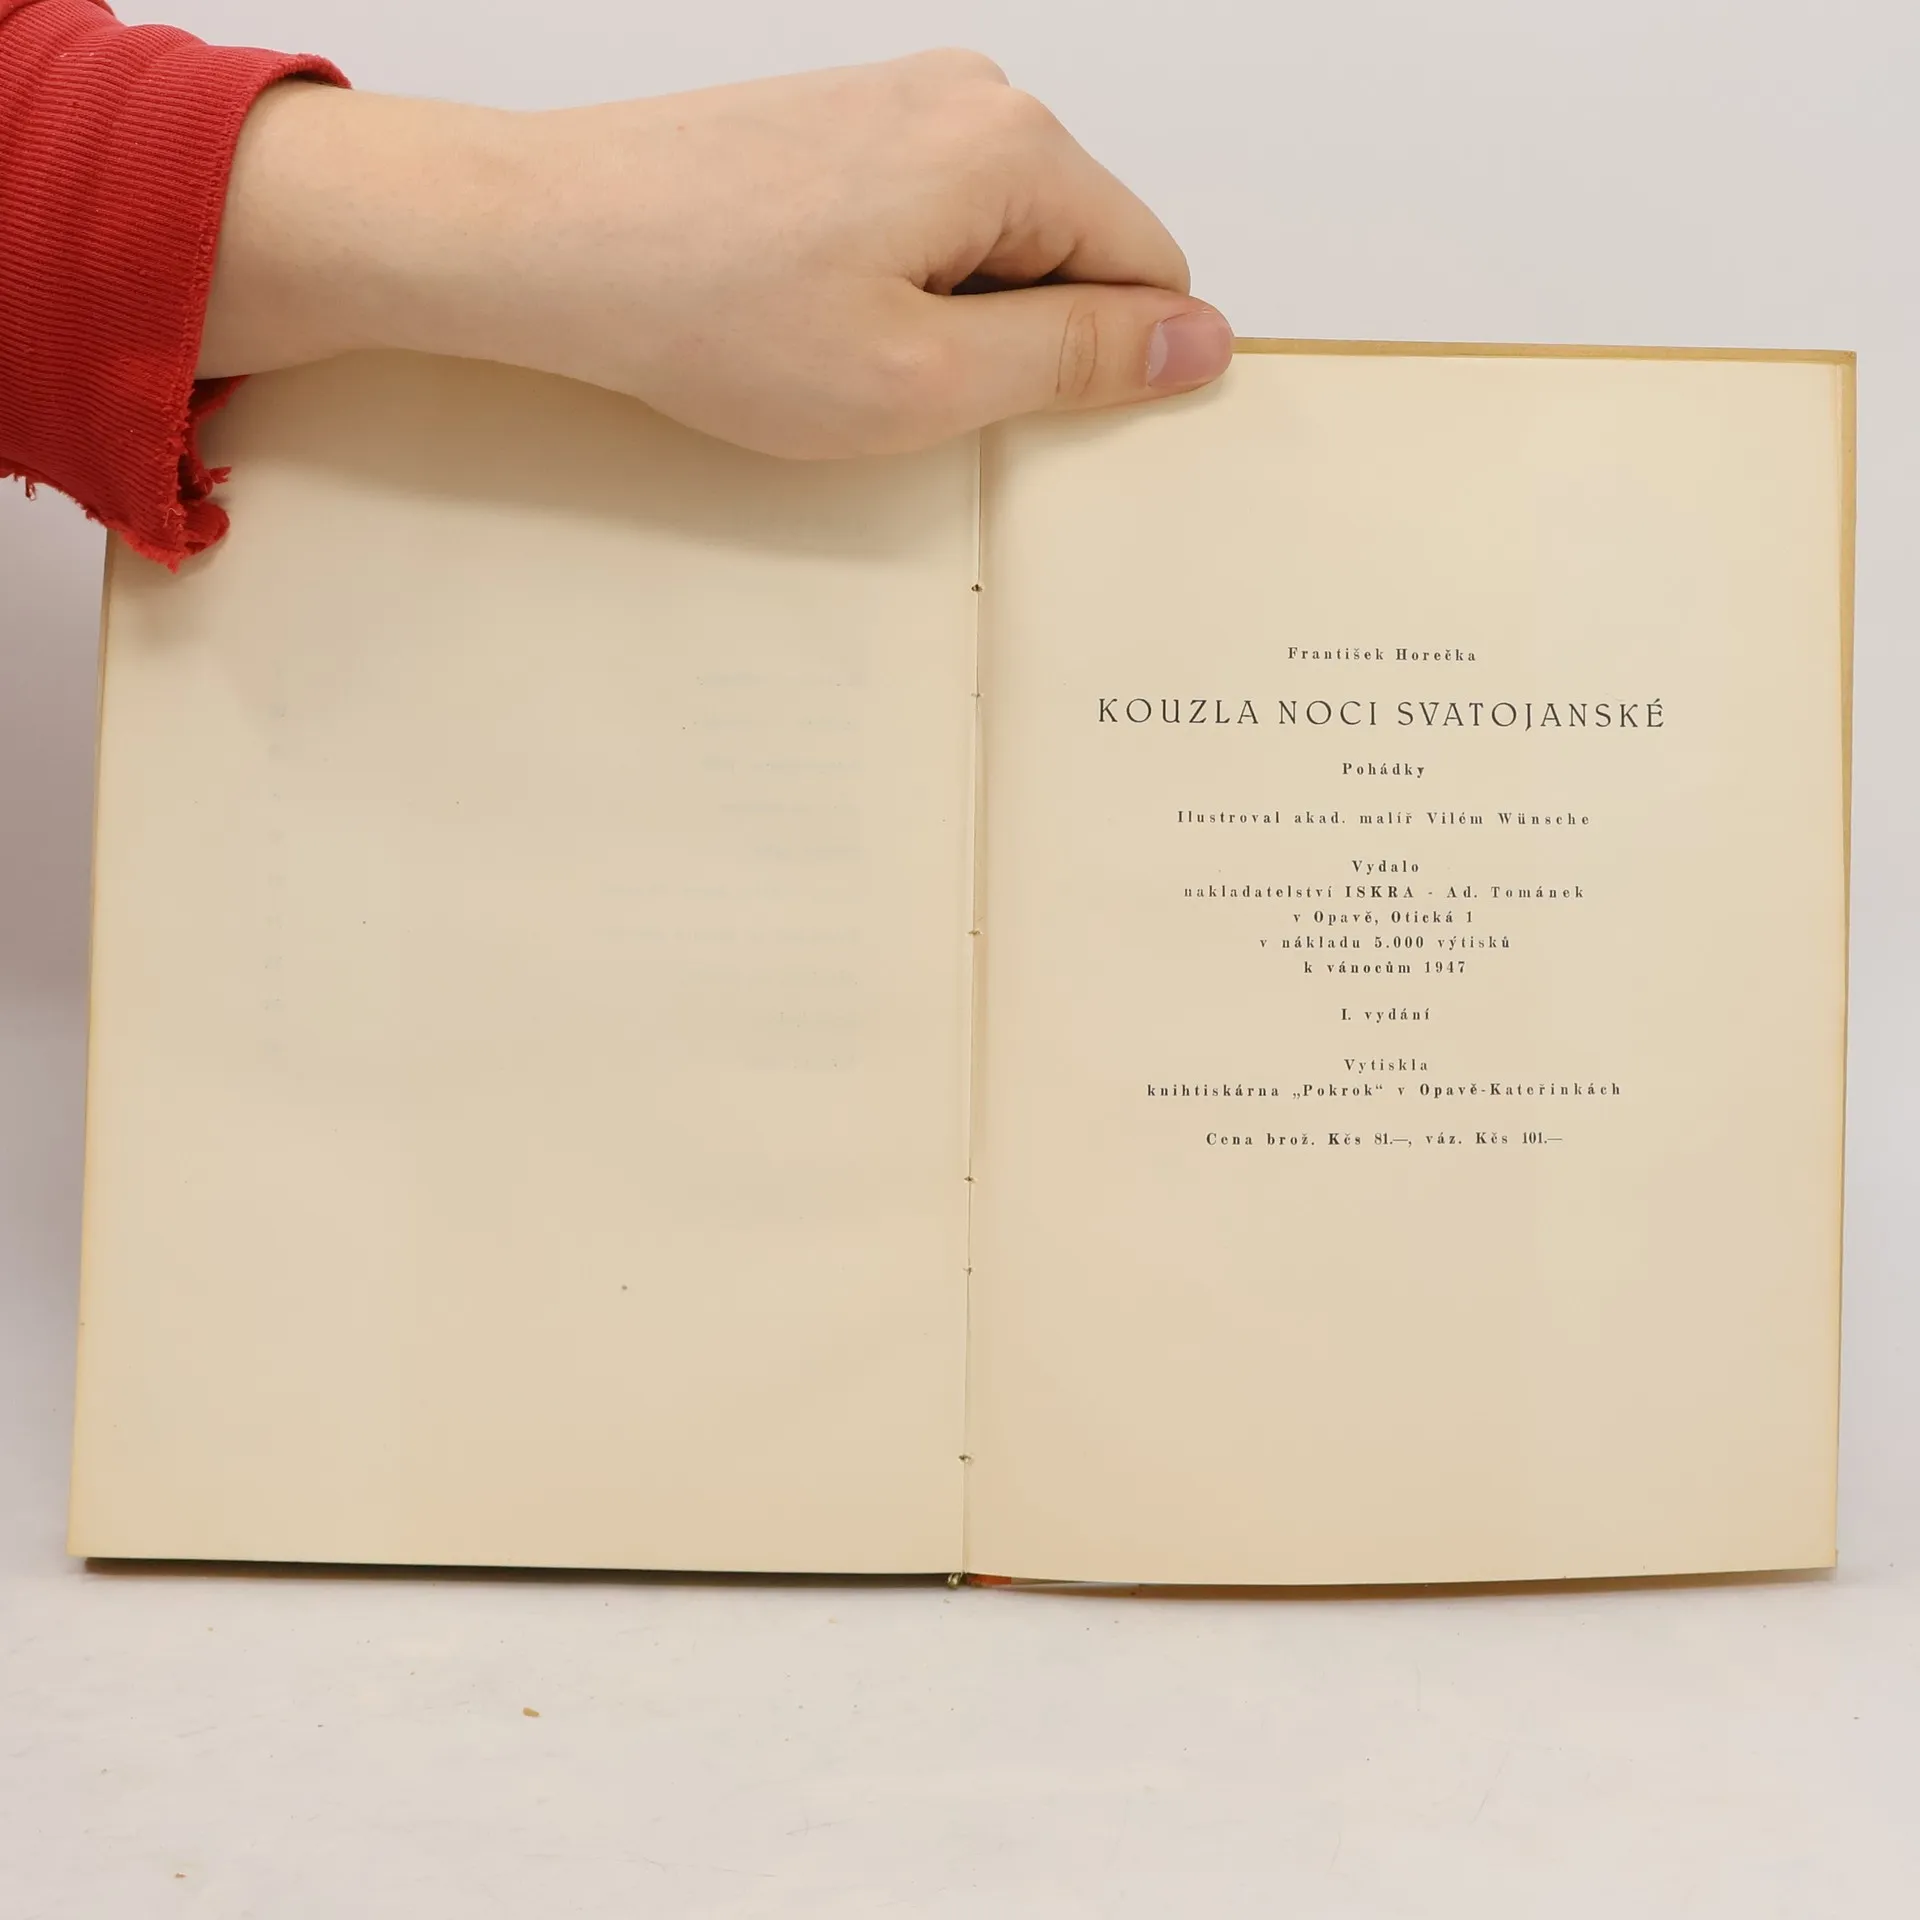 František Horečka
KOUZLA NOCI SVATOJANSKÉ
Pohádky
Ilustroval akad. malíř Vilém Wünsche
Vydalo
nakladatelství ISKRA - Ad. Tománek
v Opavě, Otická 1
v nákladu 5.000 výtisků
k vánocům 1947
I. vydání
Vytiskla
knihtiskárna „Pokrok“ v Opavě-Kateřinkách
Cena brož. Kčs 81.—, váz. Kčs 101.—